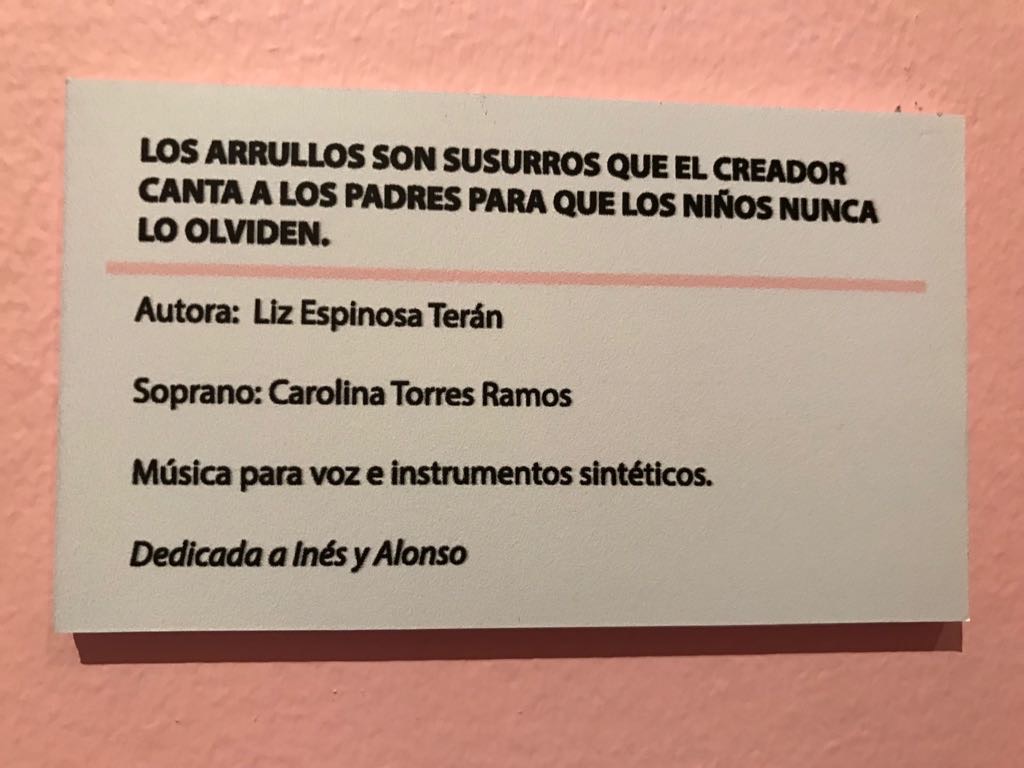 LOS ARRULLOS SON SUSURROS QUE EL CREADOR
CANTA A LOS PADRES PARA QUE LOS NIÑOS NUNCA
LO OLVIDEN.
Autora: Liz Espinosa Terán
Soprano: Carolina Torres Ramos
Música para voz e instrumentos sintéticos.
Dedicada a Inés y Alonso